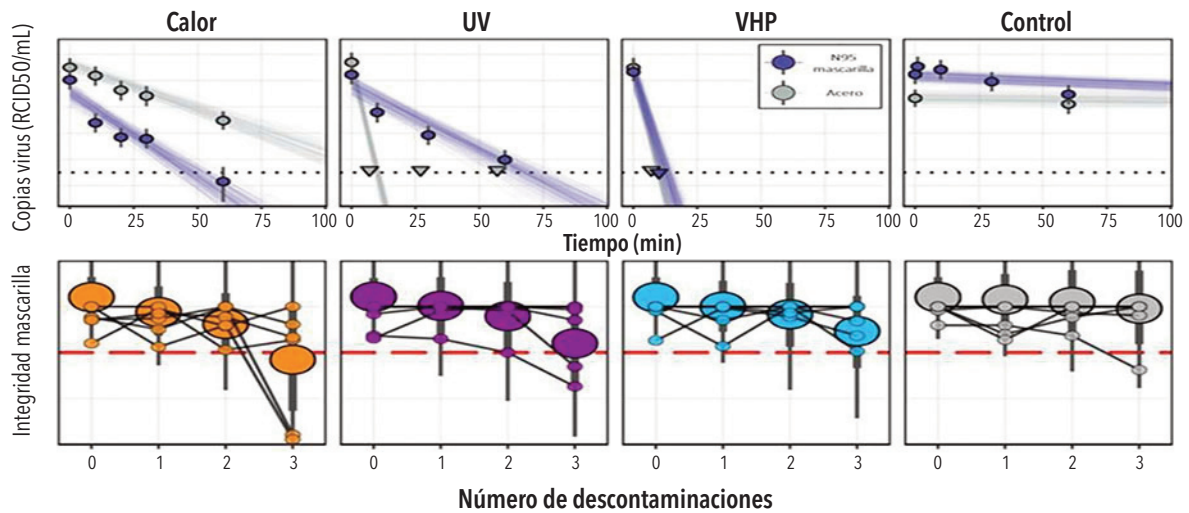 Calor
UV
VHP
Control
Copias virus (RCID50/mL)
N95
mascarilla
Acero
0 25 50 75 100
0 25 50 75 100
0 25 50 75 100
0 25 50 75 100
Tiempo (min)
Integridad mascarilla
0 1 2 3
0 1 2 3
0 1 2 3
0 1 2 3
Número de descontaminaciones